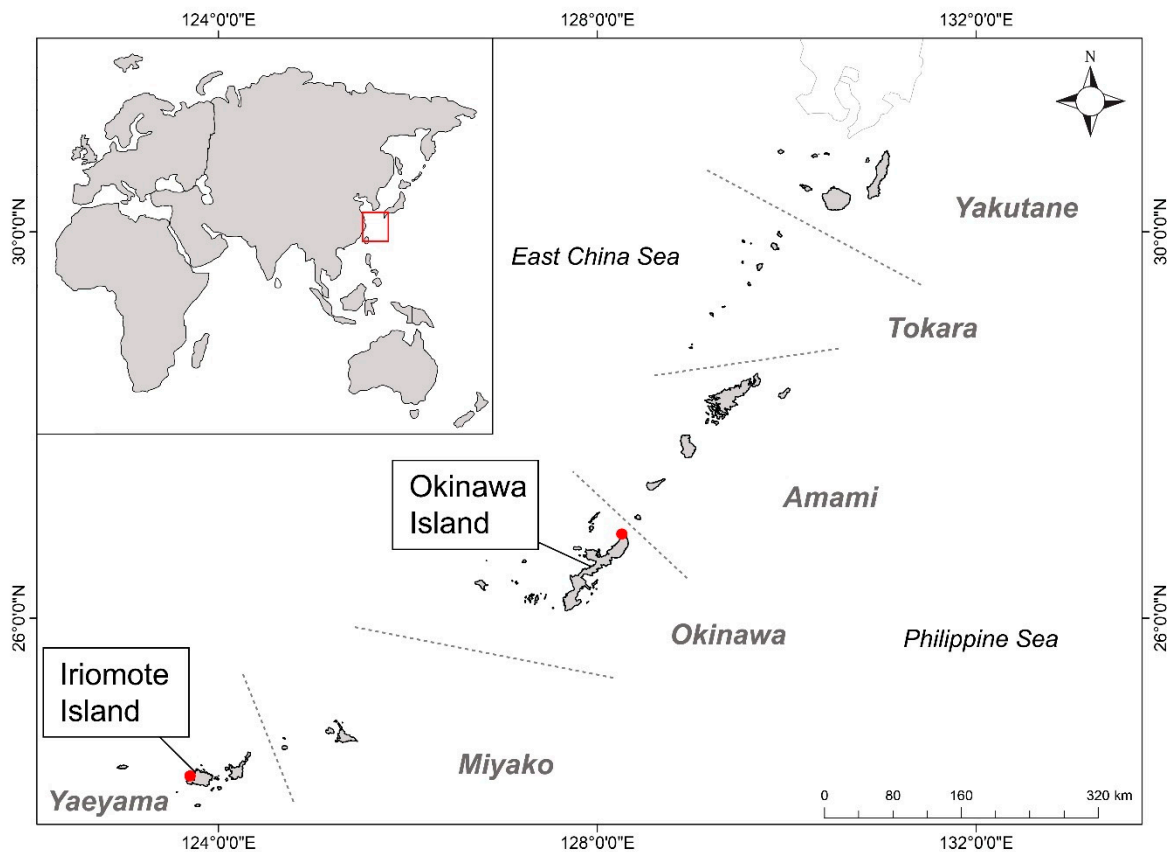 124°0'0"E 128°0'0"E 132°0'0"E
N
30°0'0"N
30°0'0"N
Yakutane
East China Sea
Tokara
Okinawa
Island
Amami
26°0'0"N
26°0'0"N
Okinawa
Philippine Sea
Iriomote
Island
Miyako
Yaeyama
0 80 160 320 km
124°0'0"E 128°0'0"E 132°0'0"E